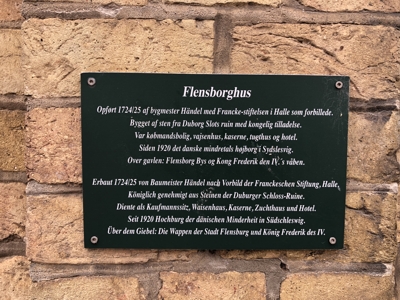 Flensborghus
Opført 1724/25 af bygmester Händel med Francke-stiftelsen i Halle som forbillede.
Bygget af sten fra Duborg Slots ruin med kongelig tilladelse.
Var købmandsbolig, vajsenhus, kaserne, tugthus og hotel.
Siden 1920 det danske mindretals højborg i Sydslesvig.
Over gavlen: Flensborg Bys og Kong Frederik den IV.'s våben.
Erbaut 1724/25 von Baumeister Händel nach Vorbild der Franckeschen Stiftung, Halle,
Königlich genehmigt aus Steinen der Duburger Schloss-Ruine.
Diente als Kaufmannssitz, Waisenhaus, Kaserne, Zuchthaus und Hotel.
Seit 1920 Hochburg der dänischen Minderheit in Südschleswig.
Über dem Giebel: Die Wappen der Stadt Flensburg und König Frederik des IV.